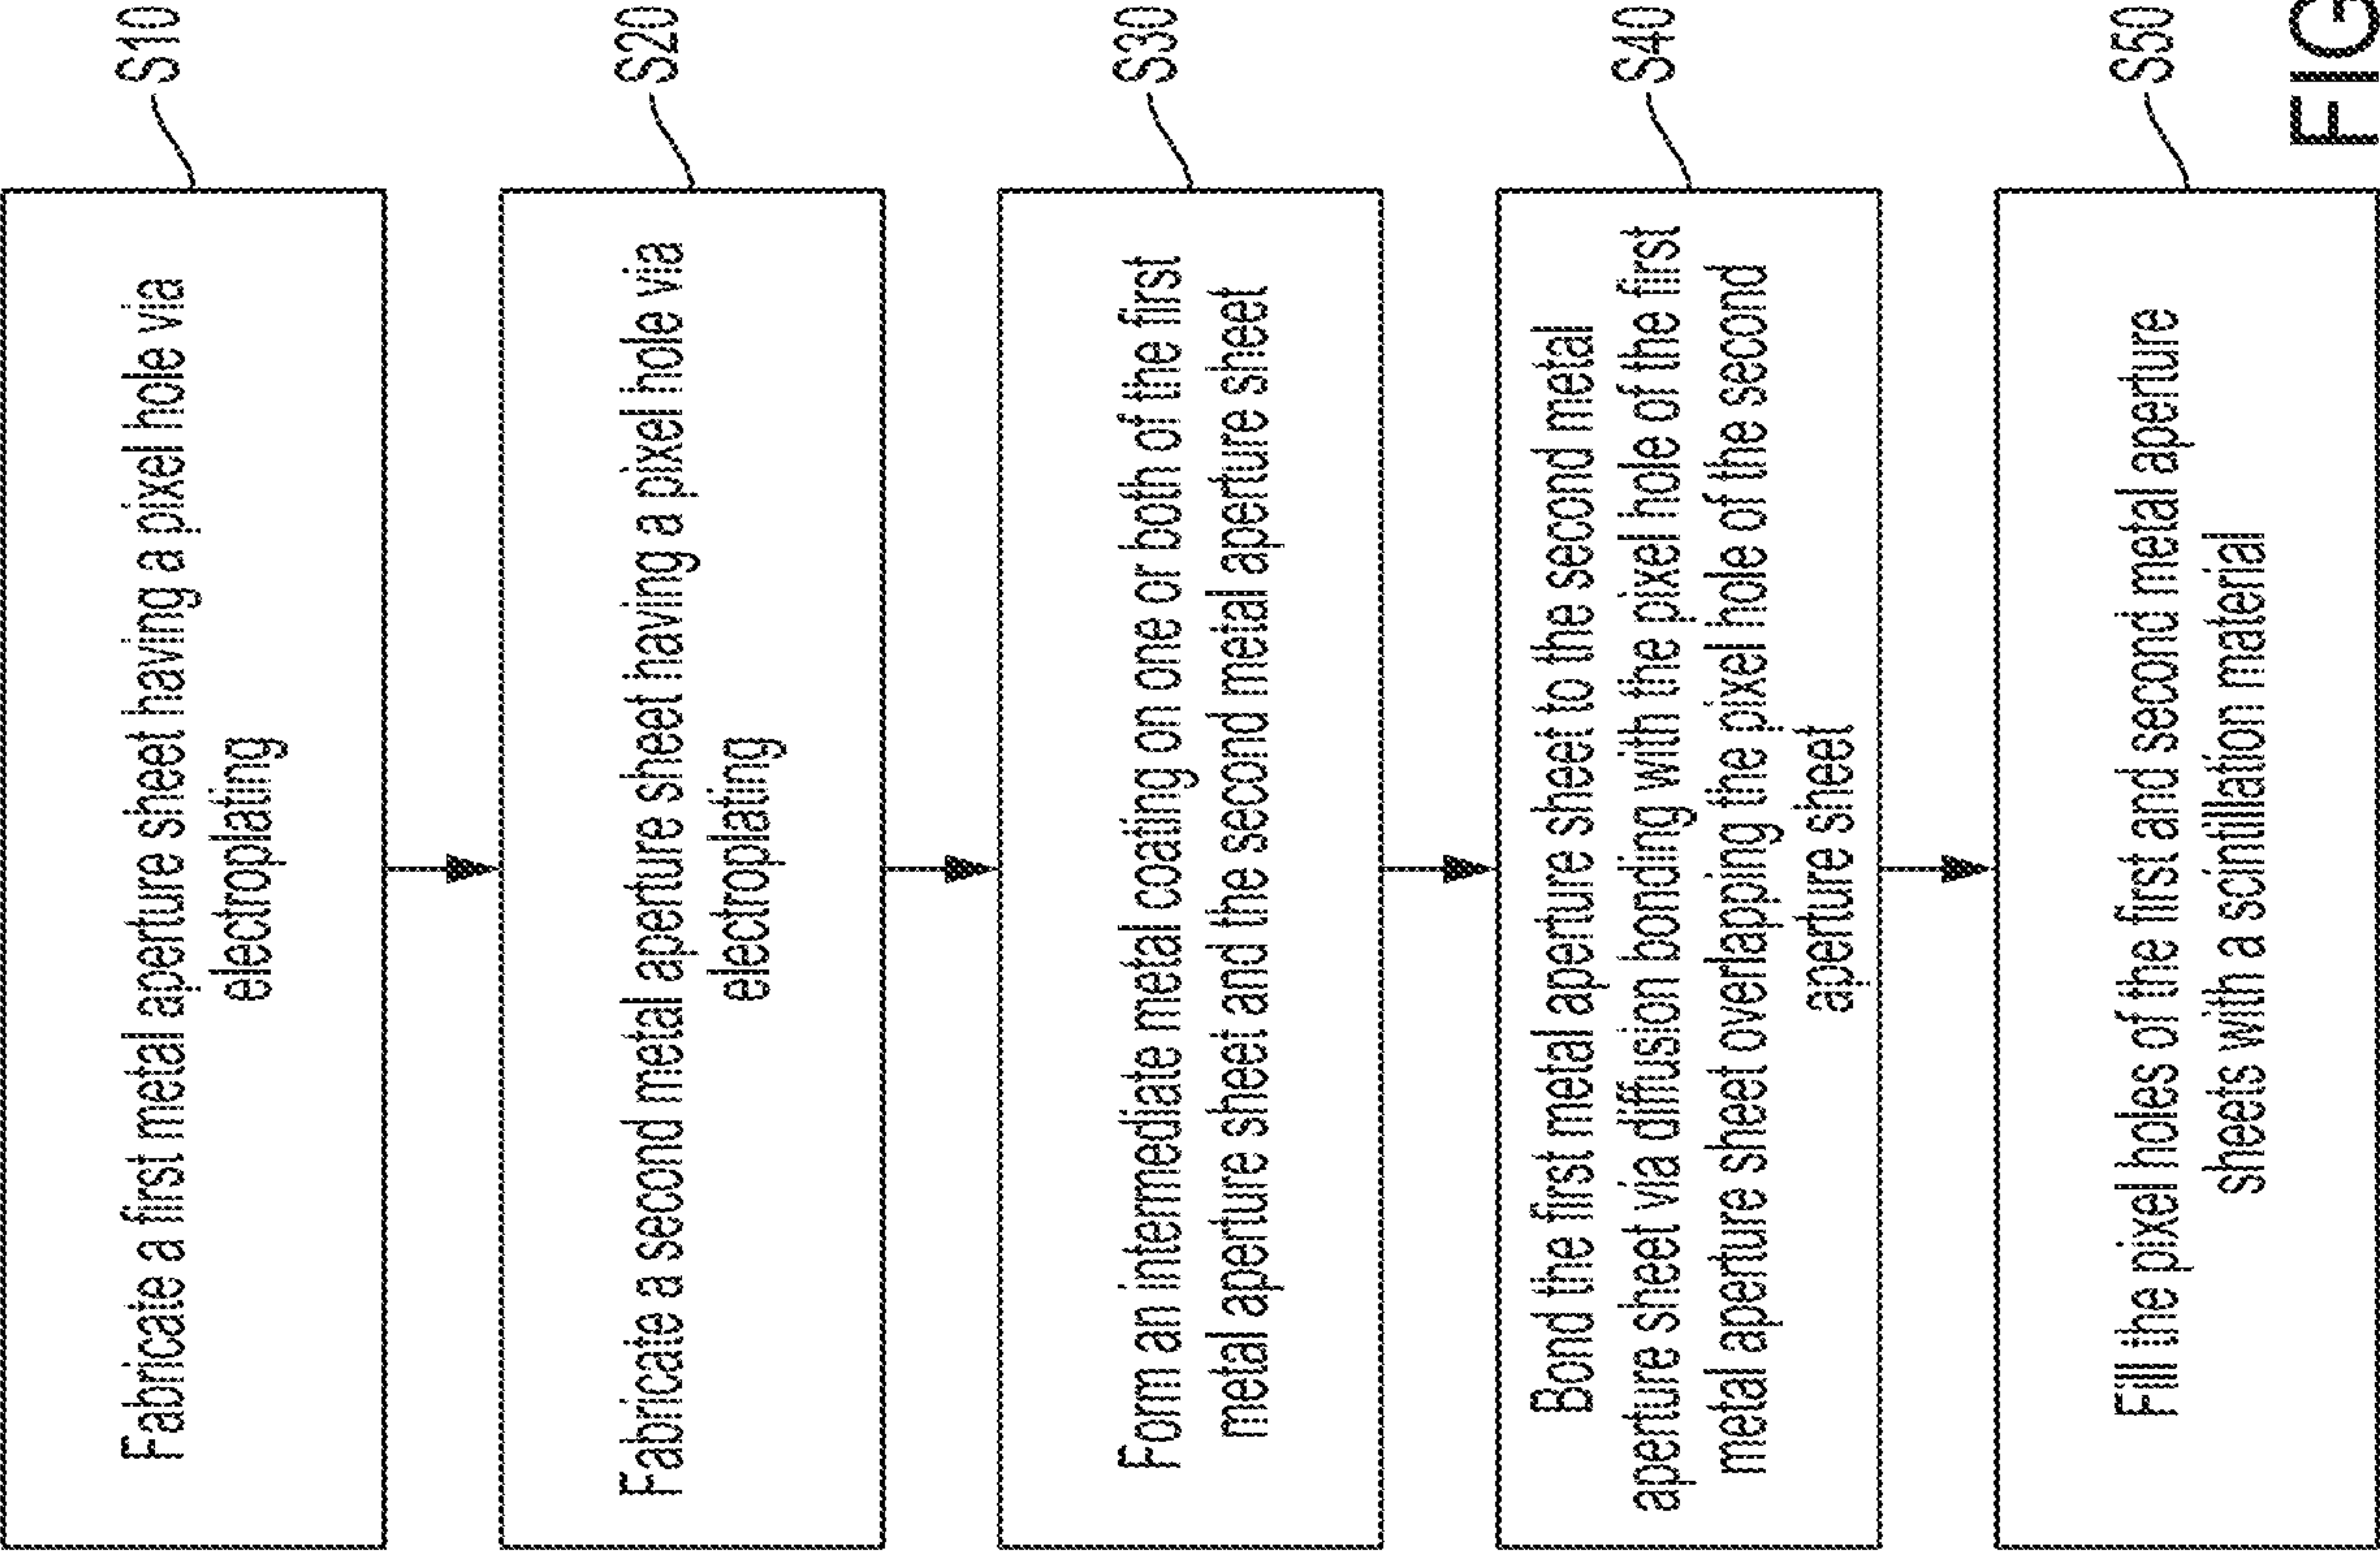 Fabricate a first metal aperture sheet having a pixel hole via
electroplating
S10
Fabricate a second metal aperture sheet having a pixel hole via
electroplating
S20
Form an intermediate metal coating on one or both of the first
metal aperture sheet and the second metal aperture sheet
S30
Bond the first metal aperture sheet to the second metal
aperture sheet via diffusion bonding with the pixel hole of the first
metal aperture sheet overlapping the pixel hole of the second
aperture sheet
S40
Fill the pixel holes of the first and second metal aperture
sheets with a scintillation material
S50
FIG